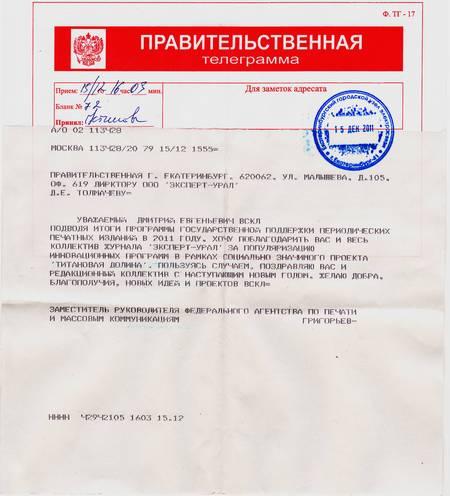 Ф. ТГ - 17
ПРАВИТЕЛЬСТВЕННАЯ
телеграмма
Прием: 15/12 16 час 03 мин.
Бланк № 72
Принял:
Для заметок адресата
15 ДЕК 2011
А/О 02 113Ч28
МОСКВА 113Ч28/20 79 15/12 1555=
ПРАВИТЕЛЬСТВЕННАЯ Г. ЕКАТЕРИНБУРГ, 620062, УЛ. МАЛЫШЕВА, Д.105,
ОФ. 619 ДИРЕКТОРУ ООО 'ЭКСПЕРТ-УРАЛ'
Д.Е. ТОЛМАЧЕВУ=
УВАЖАЕМЫЙ ДМИТРИЙ ЕВГЕНЬЕВИЧ ВСКЛ
ПОДВОДЯ ИТОГИ ПРОГРАММЫ ГОСУДАРСТВЕННОЙ ПОДДЕРЖКИ ПЕРИОДИЧЕСКИХ
ПЕЧАТНЫХ ИЗДАНИЙ В 2011 ГОДУ, ХОЧУ ПОБЛАГОДАРИТЬ ВАС И ВЕСЬ
КОЛЛЕКТИВ ЖУРНАЛА 'ЭКСПЕРТ-УРАЛ' ЗА ПОПУЛЯРИЗАЦИЮ
ИННОВАЦИОННЫХ ПРОГРАММ В РАМКАХ СОЦИАЛЬНО ЗНАЧИМОГО ПРОЕКТА
'ТИТАНОВАЯ ДОЛИНА'. ПОЛЬЗУЯСЬ СЛУЧАЕМ, ПОЗДРАВЛЯЮ ВАС И
РЕДАКЦИОННЫЙ КОЛЛЕКТИВ С НАСТУПАЮЩИМ НОВЫМ ГОДОМ. ЖЕЛАЮ ДОБРА,
БЛАГОПОЛУЧИЯ, НОВЫХ ИДЕЙ И ПРОЕКТОВ ВСКЛ=
ЗАМЕСТИТЕЛЬ РУКОВОДИТЕЛЯ ФЕДЕРАЛЬНОГО АГЕНТСТВА ПО ПЕЧАТИ
И МАССОВЫМ КОММУНИКАЦИЯМ ГРИГОРЬЕВ=
НННН Ч29Ч2105 1603 15.12